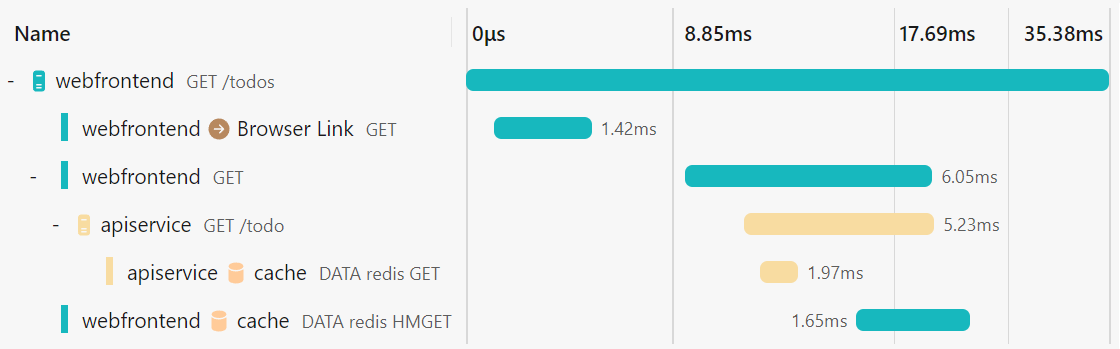 Name 0μs 8.85ms 17.69ms 35.38ms
- webfrontend GET /todos
webfrontend Browser Link GET 1.42ms
- webfrontend GET 6.05ms
- apiservice GET /todo 5.23ms
apiservice cache DATA redis GET 1.97ms
webfrontend cache DATA redis HMGET 1.65ms